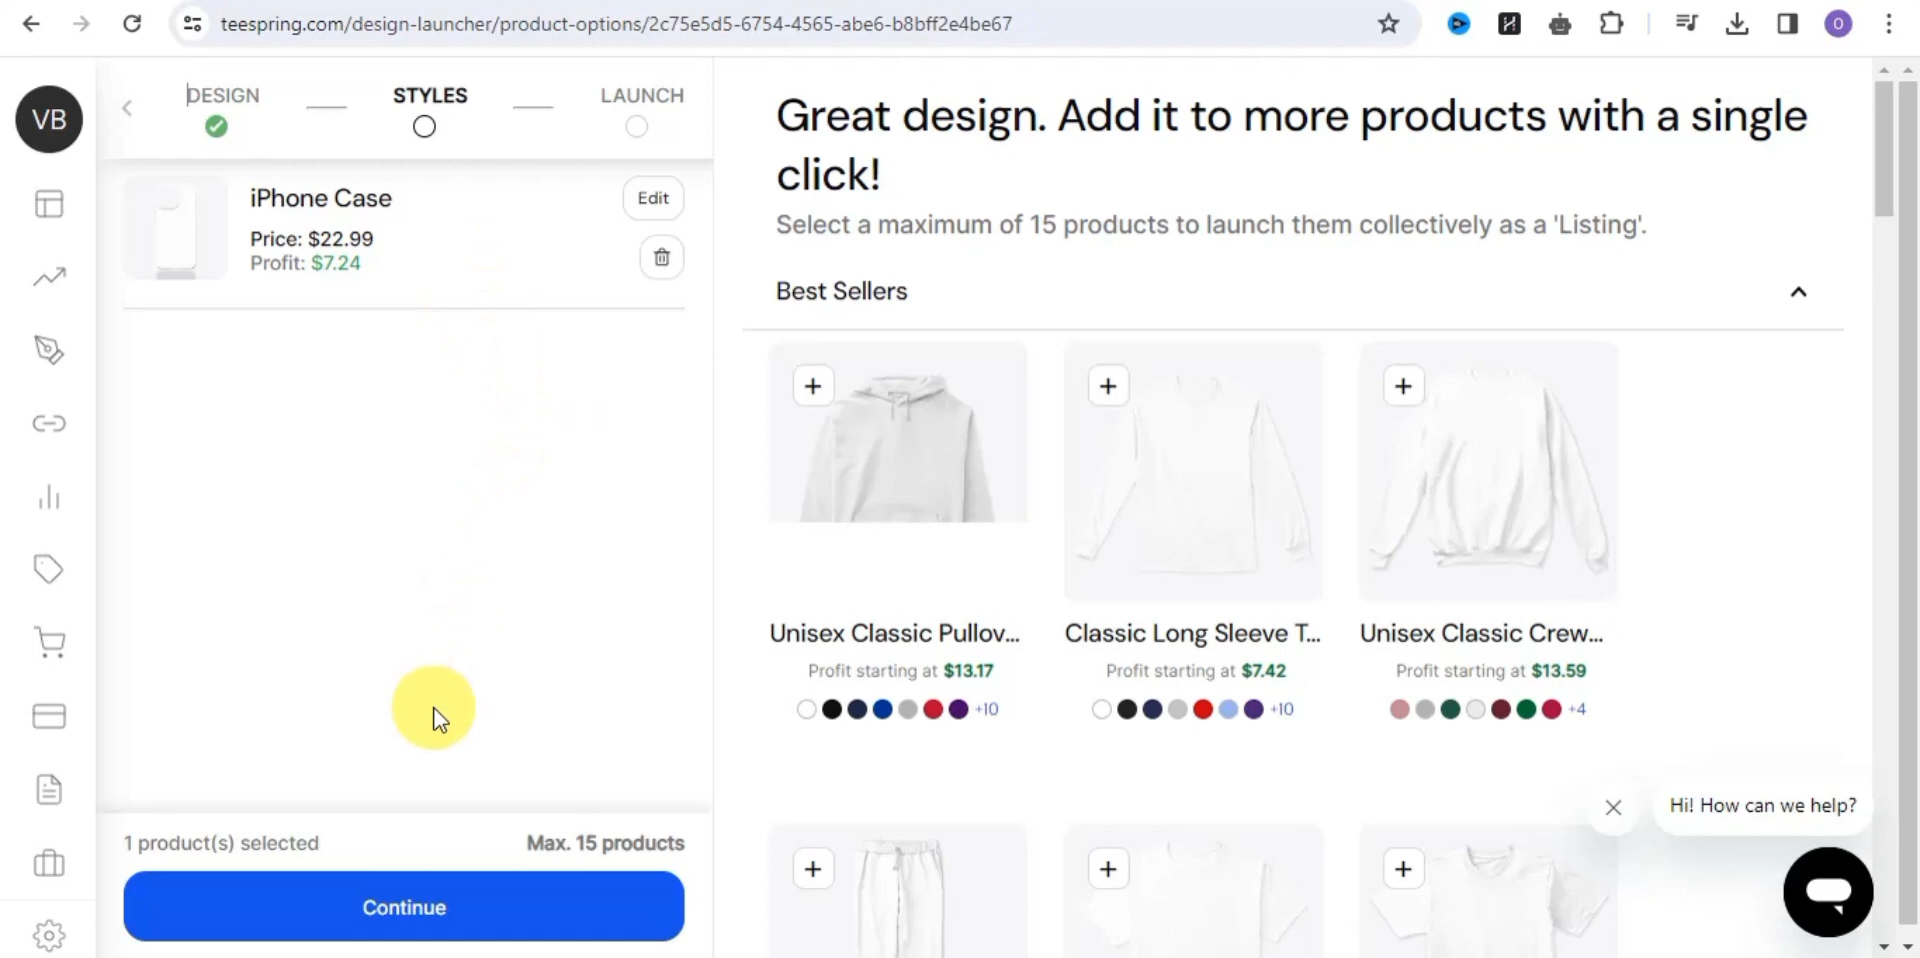 teespring.com/design-launcher/product-options/2c75e5d5-6754-4565-abe6-b8bff2e4be67
O
VB
DESIGN
STYLES
LAUNCH
iPhone Case
Edit
Price: $22.99
Profit: $7.24
1 product(s) selected
Max. 15 products
Continue
Great design. Add it to more products with a single
click!
Select a maximum of 15 products to launch them collectively as a 'Listing'.
Best Sellers
Unisex Classic Pullov...
Profit starting at $13.17
+10
Classic Long Sleeve T...
Profit starting at $7.42
+10
Unisex Classic Crew...
Profit starting at $13.59
+4
Hi! How can we help?